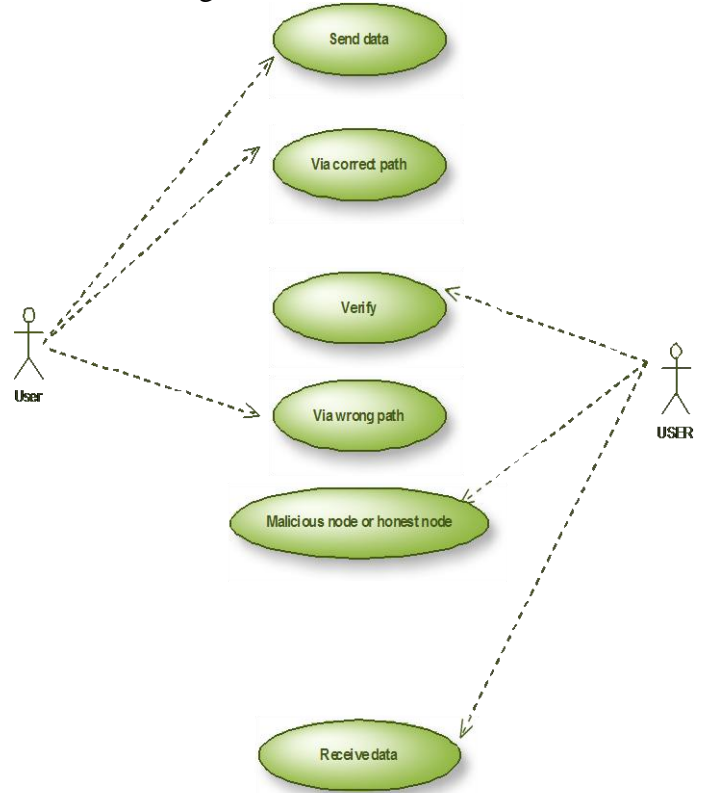 Send data
Via correct path
Verify
User
Via wrong path
USER
Malicious node or honest node
Receive data